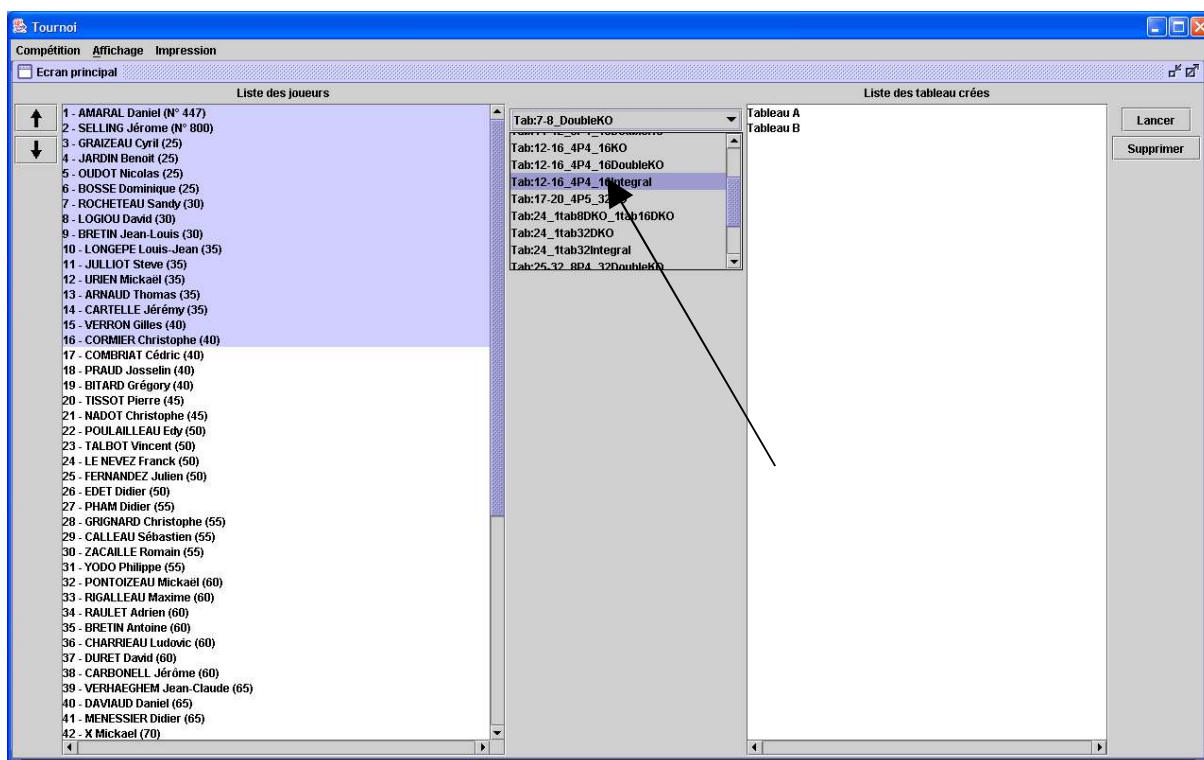 Tournoi
Compétition Affichage Impression
Ecran principal
Liste des joueurs
Liste des tableau crées
1 - AMARAL Daniel (N° 447)
2 - SELLING Jérome (N° 800)
3 - GRAIZEAU Cyril (25)
4 - JARDIN Benoit (25)
5 - OUDOT Nicolas (25)
6 - BOSSE Dominique (25)
7 - ROCHETEAU Sandy (30)
8 - LOGIOU David (30)
9 - BRETIN Jean-Louis (30)
10 - LONGEPE Louis-Jean (35)
11 - JULLIOT Steve (35)
12 - URIEN Mickaël (35)
13 - ARNAUD Thomas (35)
14 - CARTELLE Jérémy (35)
15 - VERRON Gilles (40)
16 - CORMIER Christophe (40)
17 - COMBRIAT Cédric (40)
18 - PRAUD Josselin (40)
19 - BITARD Grégory (40)
20 - TISSOT Pierre (45)
21 - NADOT Christophe (45)
22 - POULAILLEAU Edy (50)
23 - TALBOT Vincent (50)
24 - LE NEVEZ Franck (50)
25 - FERNANDEZ Julien (50)
26 - EDET Didier (50)
27 - PHAM Didier (55)
28 - GRIGNARD Christophe (55)
29 - CALLEAU Sébastien (55)
30 - ZACAILLE Romain (55)
31 - YODO Philippe (55)
32 - PONTOIZEAU Mickaël (60)
33 - RIGALLEAU Maxime (60)
34 - RAULET Adrien (60)
35 - BRETIN Antoine (60)
36 - CHARRIEAU Ludovic (60)
37 - DURET David (60)
38 - CARBONELL Jérôme (60)
39 - VERHAEGHEM Jean-Claude (65)
40 - DAVIAUD Daniel (65)
41 - MENESSIER Didier (65)
42 - X Mickael (70)
Tab:7-8_DoubleKO
Tab:12-16_4P4_16KO
Tab:12-16_4P4_16DoubleKO
Tab:12-16_4P4_16Integral
Tab:17-20_4P5_32
Tab:24_1tab8DKO_1tab16DKO
Tab:24_1tab32DKO
Tab:24_1tab32Integral
Tab:25-32_8P4_32DoubleKO
Tableau A
Tableau B
Lancer
Supprimer